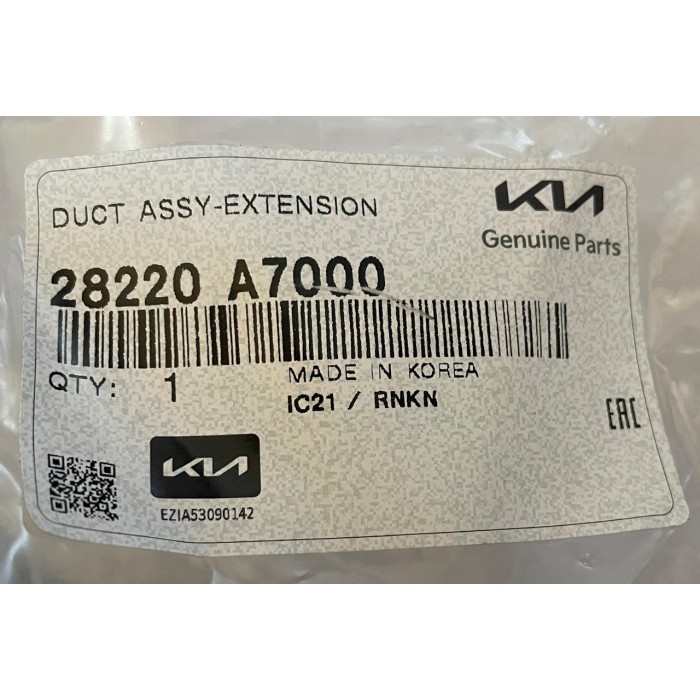 DUCT ASSY-EXTENSION
KIA
Genuine Parts
28220 A7000
QTY: 1
MADE IN KOREA
IC21 / RNKN
EAC
KIA
EZIA53090142